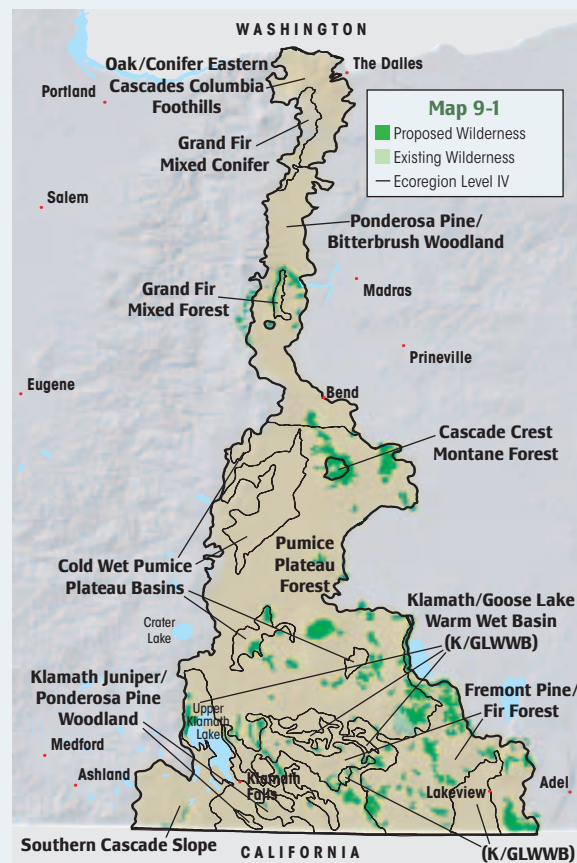 WASHINGTON
Oak/Conifer Eastern
Cascades Columbia
Foothills
The Dalles
Portland
Map 9-1
Proposed Wilderness
Existing Wilderness
Ecoregion Level IV
Grand Fir
Mixed Conifer
Salem
Ponderosa Pine/
Bitterbrush Woodland
Grand Fir
Mixed Forest
Madras
Prineville
Eugene
Bend
Cascade Crest
Montane Forest
Cold Wet Pumice
Plateau Basins
Pumice
Plateau
Forest
Klamath/Goose Lake
Warm Wet Basin
(K/GLWWB)
Crater
Lake
Klamath Juniper/
Ponderosa Pine
Woodland
Upper
Klamath
Lake
Fremont Pine/
Fir Forest
Medford
Ashland
Klamath
Falls
Lakeview
Adel
Southern Cascade Slope
(K/GLWWB)
CALIFORNIA